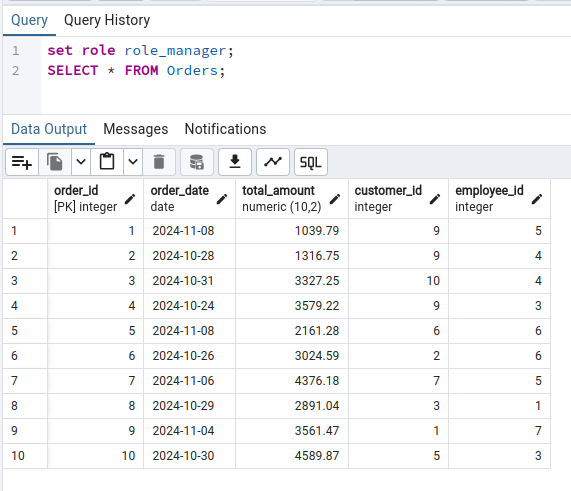 Query Query History
1 set role role_manager;
2 SELECT * FROM Orders;
Data Output Messages Notifications
SQL
order_id order_date total_amount customer_id employee_id
[PK] integer date numeric (10,2) integer integer
1 1 2024-11-08 1039.79 9 5
2 2 2024-10-28 1316.75 9 4
3 3 2024-10-31 3327.25 10 4
4 4 2024-10-24 3579.22 9 3
5 5 2024-11-08 2161.28 6 6
6 6 2024-10-26 3024.59 2 6
7 7 2024-11-06 4376.18 7 5
8 8 2024-10-29 2891.04 3 1
9 9 2024-11-04 3561.47 1 7
10 10 2024-10-30 4589.87 5 3